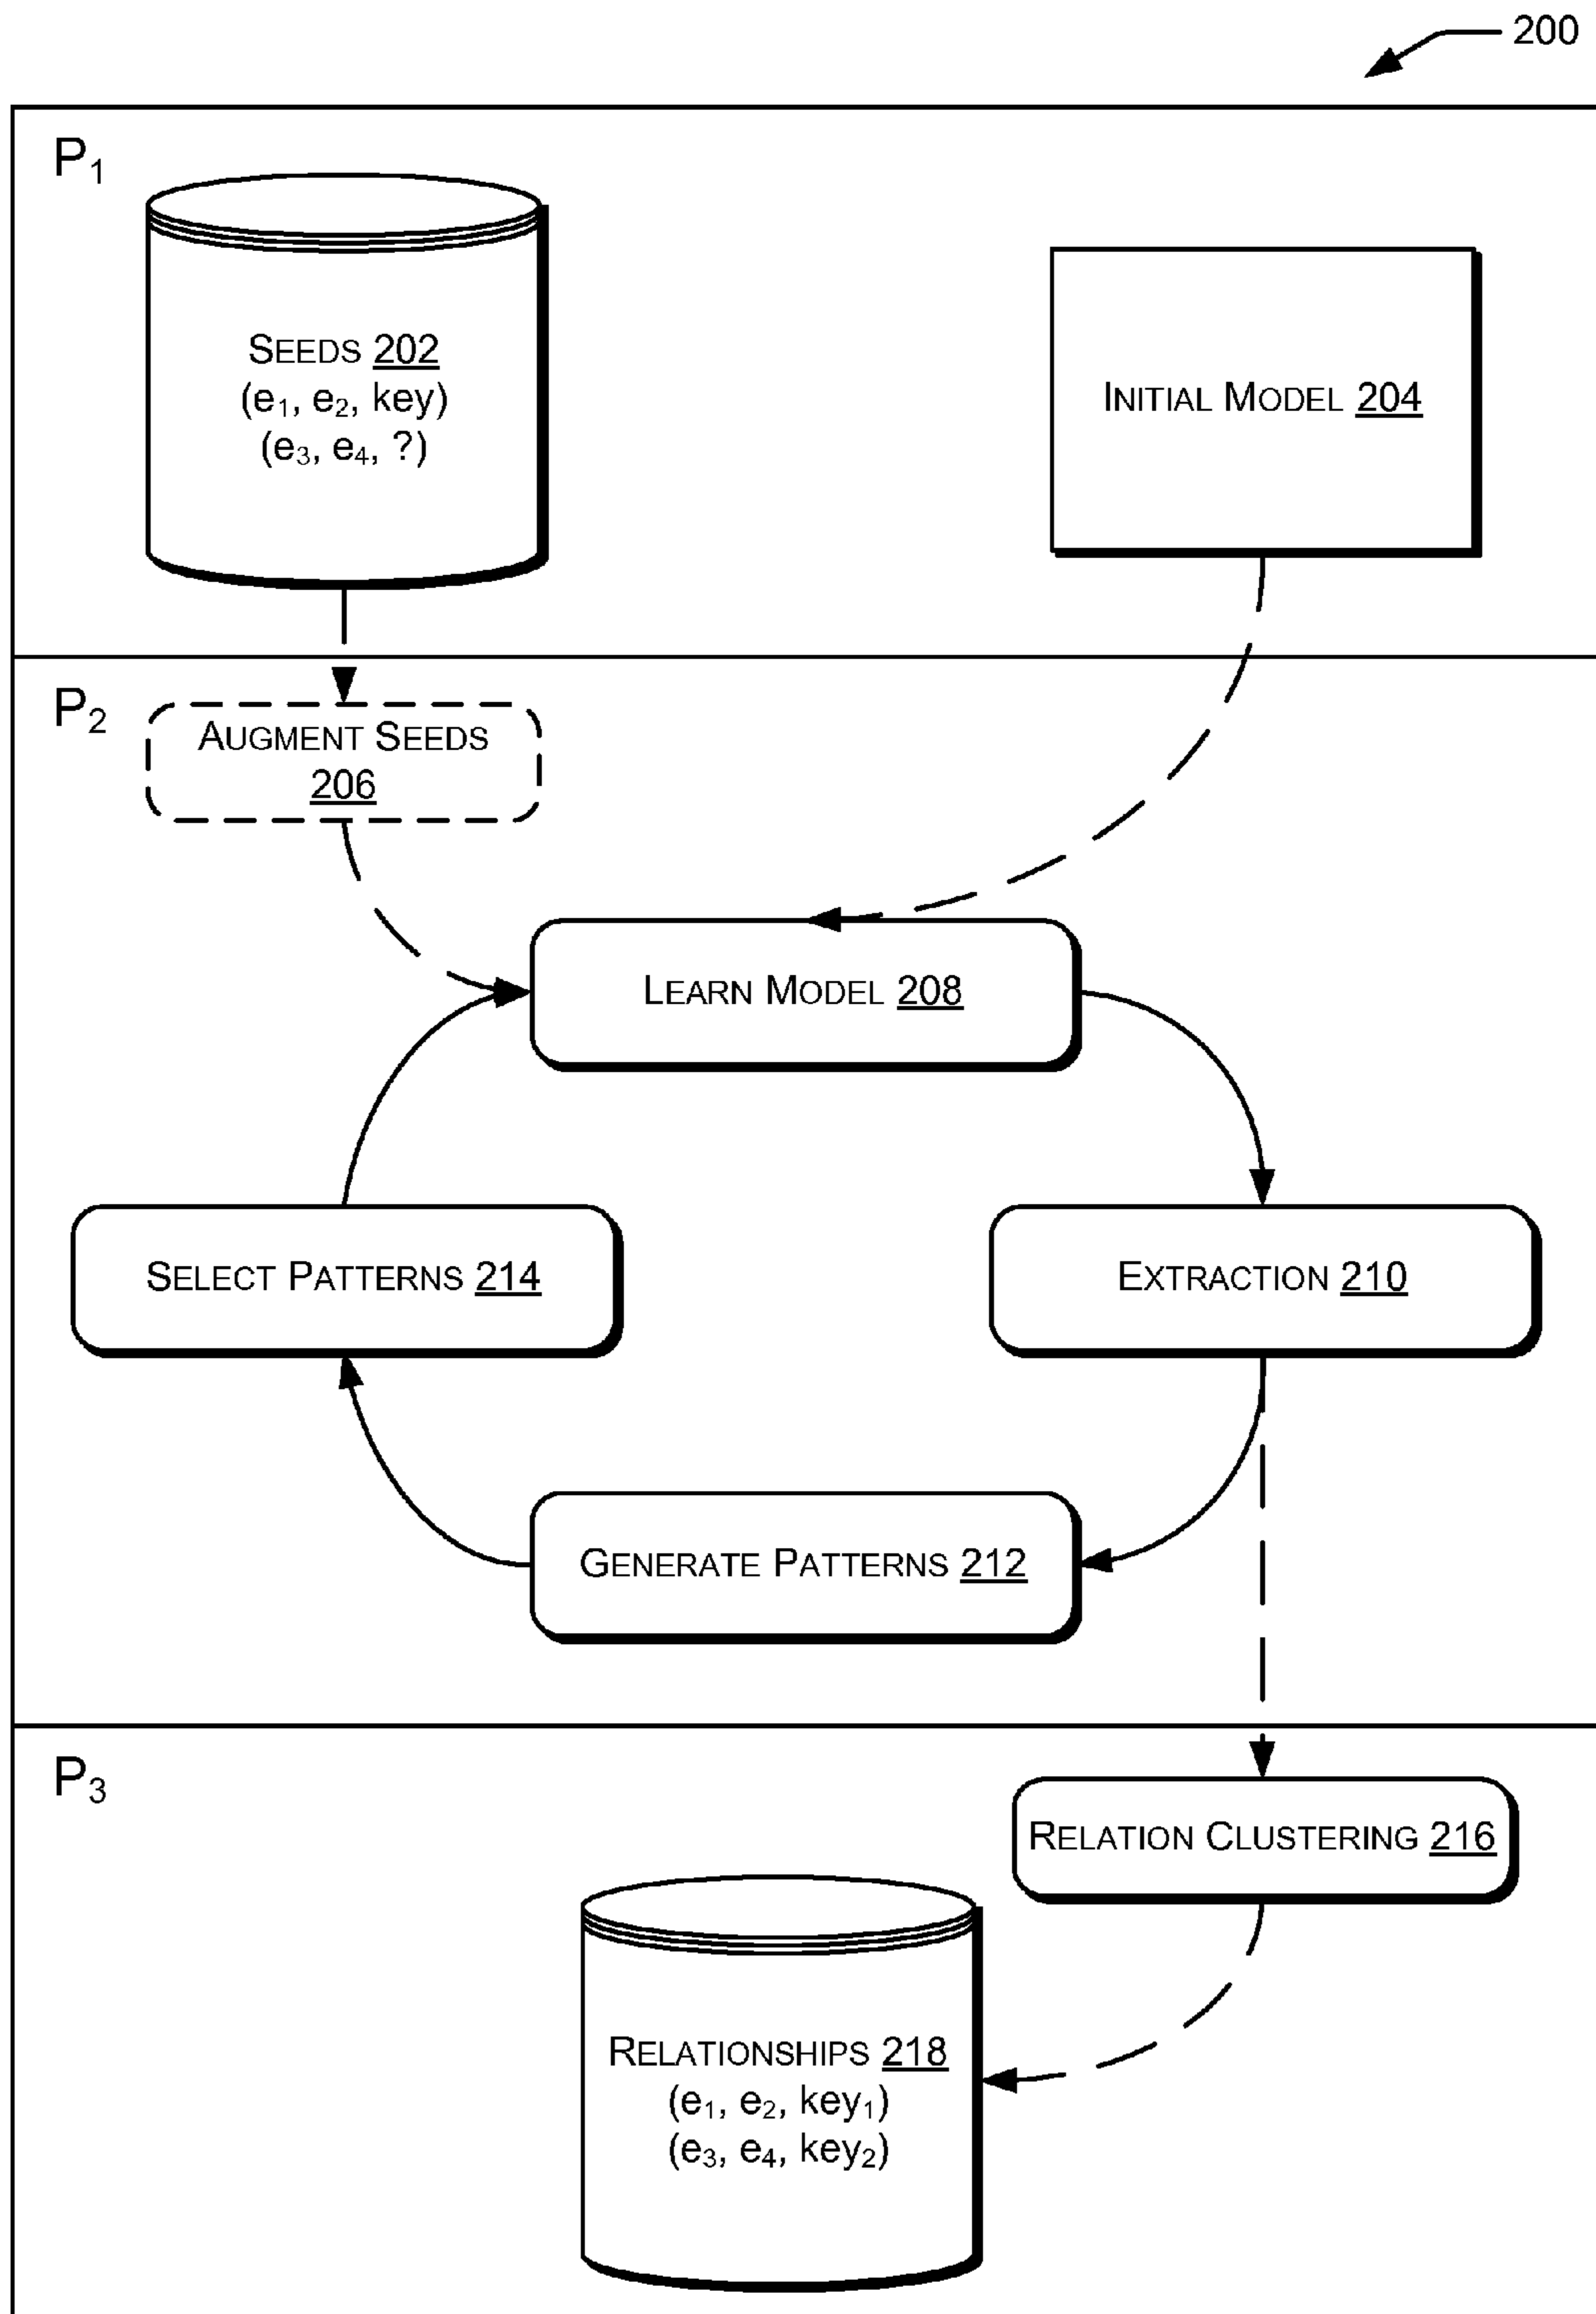 200
P₁
SEEDS 202
(e₁, e₂, key)
(e₃, e₄, ?)
INITIAL MODEL 204
P₂
AUGMENT SEEDS
206
LEARN MODEL 208
SELECT PATTERNS 214
EXTRACTION 210
GENERATE PATTERNS 212
P₃
RELATION CLUSTERING 216
RELATIONSHIPS 218
(e₁, e₂, key₁)
(e₃, e₄, key₂)